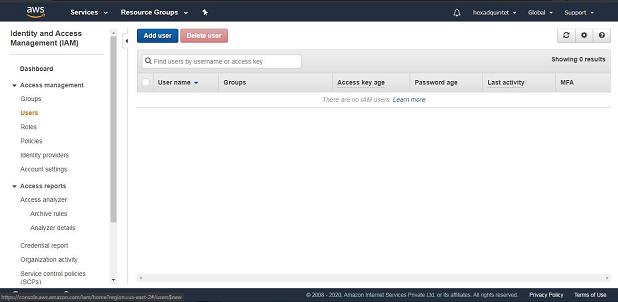 aws
Services
Resource Groups
hexadquintet
Global
Support
Identity and Access
Management (IAM)
Dashboard
Access management
Groups
Users
Roles
Policies
Identity providers
Account settings
Access reports
Access analyzer
Archive rules
Analyzer details
Credential report
Organization activity
Service control policies
(SCPs)
Add user
Delete user
Find users by username or access key
Showing 0 results
User name
Groups
Access key age
Password age
Last activity
MFA
There are no IAM users. Learn more
https://console.aws.amazon.com/iam/home?region=us-east-2#/users$new
© 2008 - 2020, Amazon Internet Services Private Ltd. or its affiliates. All rights reserved.
Privacy Policy
Terms of Use